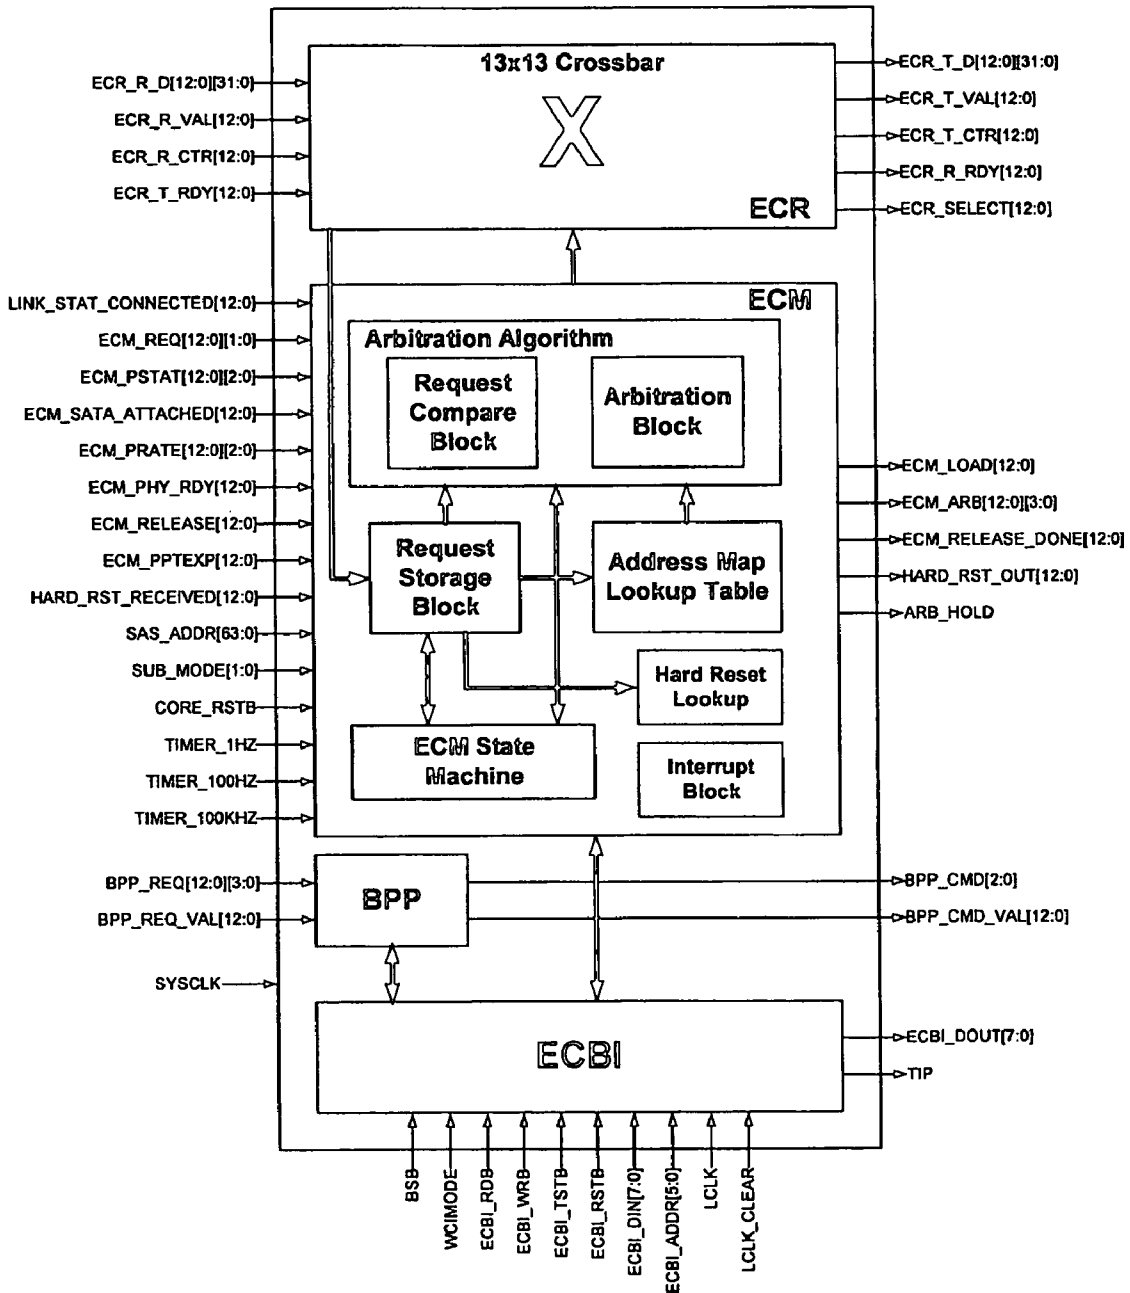 13x13 Crossbar
X
ECR
ECR_R_D[12:0][31:0]
ECR_R_VAL[12:0]
ECR_R_CTR[12:0]
ECR_T_RDY[12:0]
ECR_T_D[12:0][31:0]
ECR_T_VAL[12:0]
ECR_T_CTR[12:0]
ECR_R_RDY[12:0]
ECR_SELECT[12:0]
LINK_STAT_CONNECTED[12:0]
ECM_REQ[12:0][1:0]
ECM_PSTAT[12:0][2:0]
ECM_SATA_ATTACHED[12:0]
ECM_PRATE[12:0][2:0]
ECM_PHY_RDY[12:0]
ECM_RELEASE[12:0]
ECM_PPTEXP[12:0]
HARD_RST_RECEIVED[12:0]
SAS_ADDR[63:0]
SUB_MODE[1:0]
CORE_RSTB
TIMER_1HZ
TIMER_100HZ
TIMER_100KHZ
ECM
Arbitration Algorithm
Request
Compare
Block
Arbitration
Block
Request
Storage
Block
Address Map
Lookup Table
Hard Reset
Lookup
ECM State
Machine
Interrupt
Block
ECM_LOAD[12:0]
ECM_ARB[12:0][3:0]
ECM_RELEASE_DONE[12:0]
HARD_RST_OUT[12:0]
ARB_HOLD
BPP_REQ[12:0][3:0]
BPP_REQ_VAL[12:0]
BPP
BPP_CMD[2:0]
BPP_CMD_VAL[12:0]
SYSCLK
ECBI
ECBI_DOUT[7:0]
TIP
BSB
WCIMODE
ECBI_RDB
ECBI_WRB
ECBI_TSTB
ECBI_RSTB
ECBI_DIN[7:0]
ECBI_ADDR[5:0]
LCLK
LCLK_CLEAR